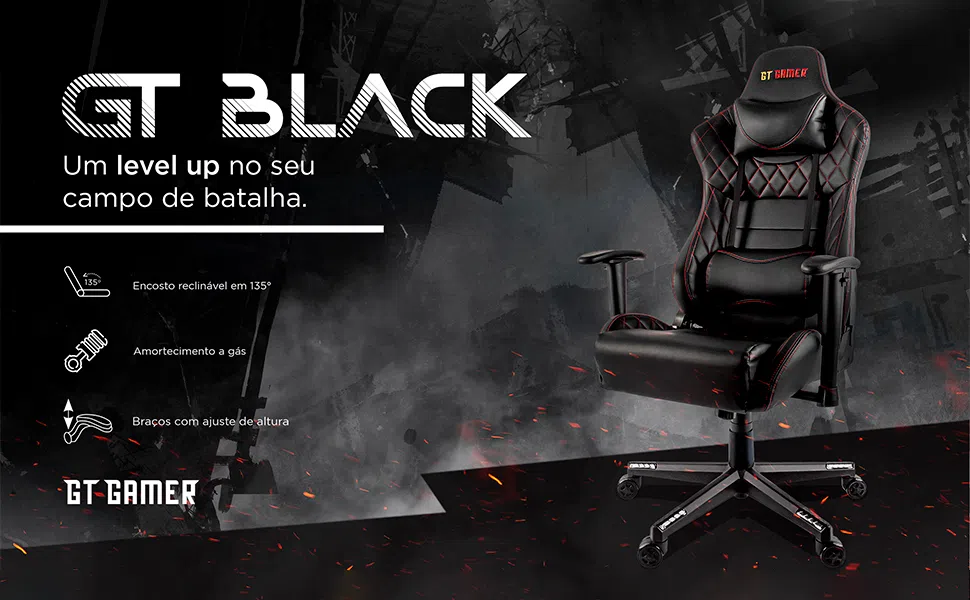 GT BLACK
Um level up no seu
campo de batalha.
135°
Encosto reclinável em 135°
Amortecimento a gás
Braços com ajuste de altura
GT GAMER
GT GAMER